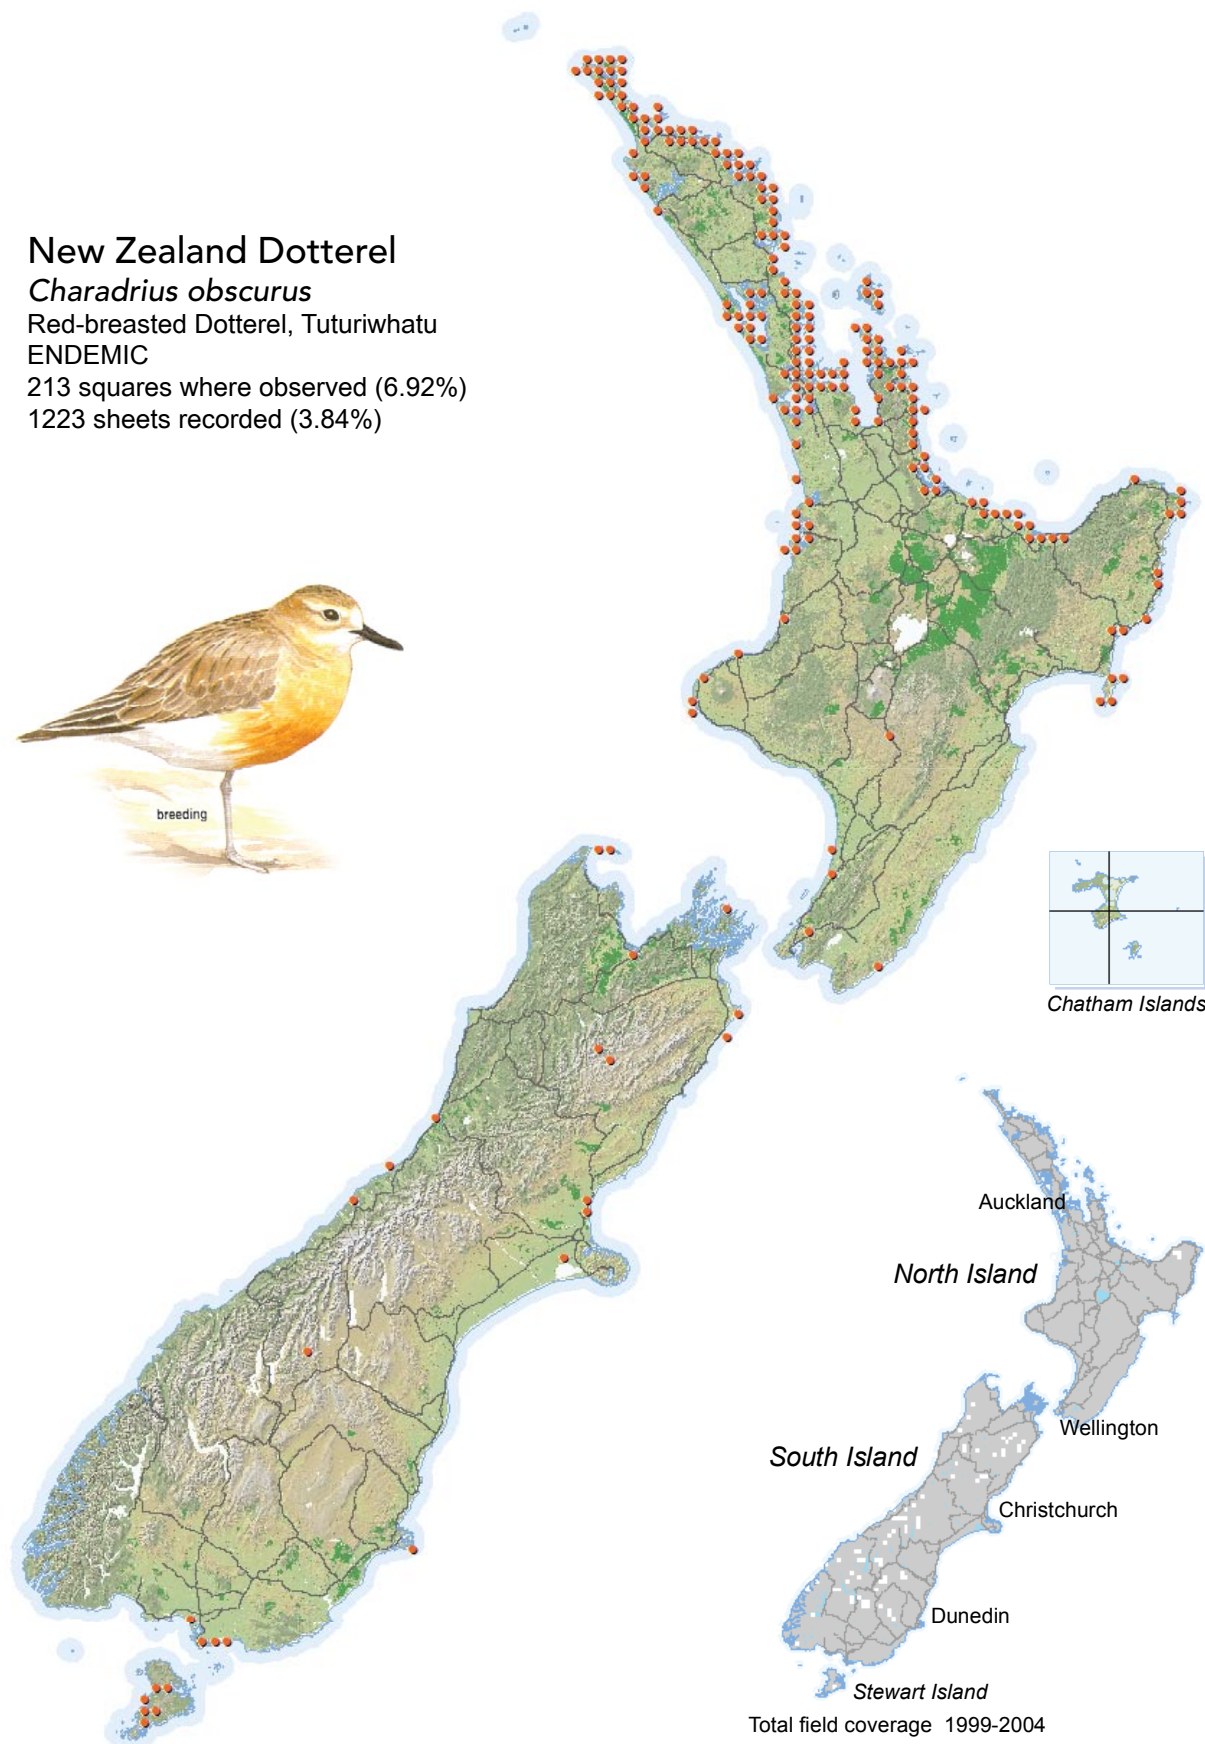 New Zealand Dotterel
Charadrius obscurus
Red-breasted Dotterel, Tuturiwhatu
ENDEMIC
213 squares where observed (6.92%)
1223 sheets recorded (3.84%)
breeding
Chatham Islands
Auckland
North Island
Wellington
South Island
Christchurch
Dunedin
Stewart Island
Total field coverage 1999-2004